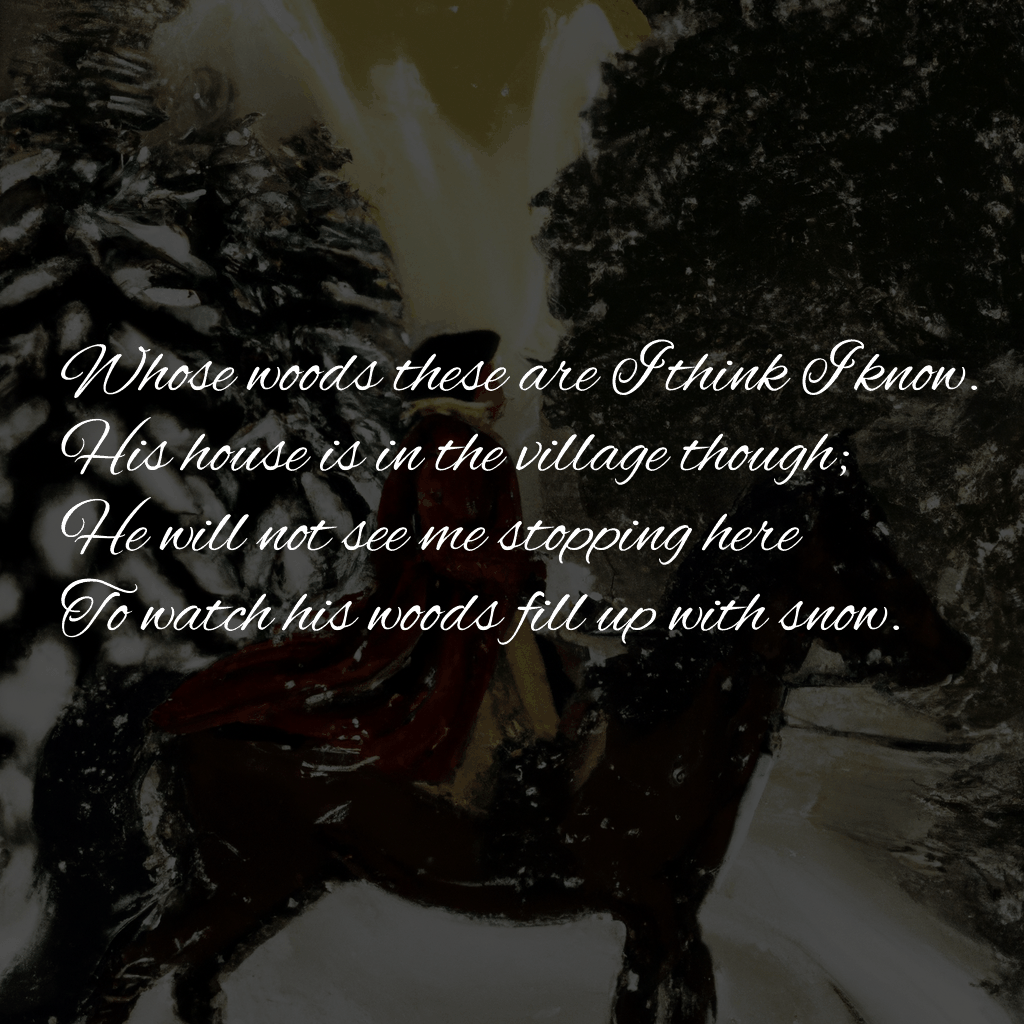 Whose woods these are I think I know.
His house is in the village though;
He will not see me stopping here
To watch his woods fill up with snow.